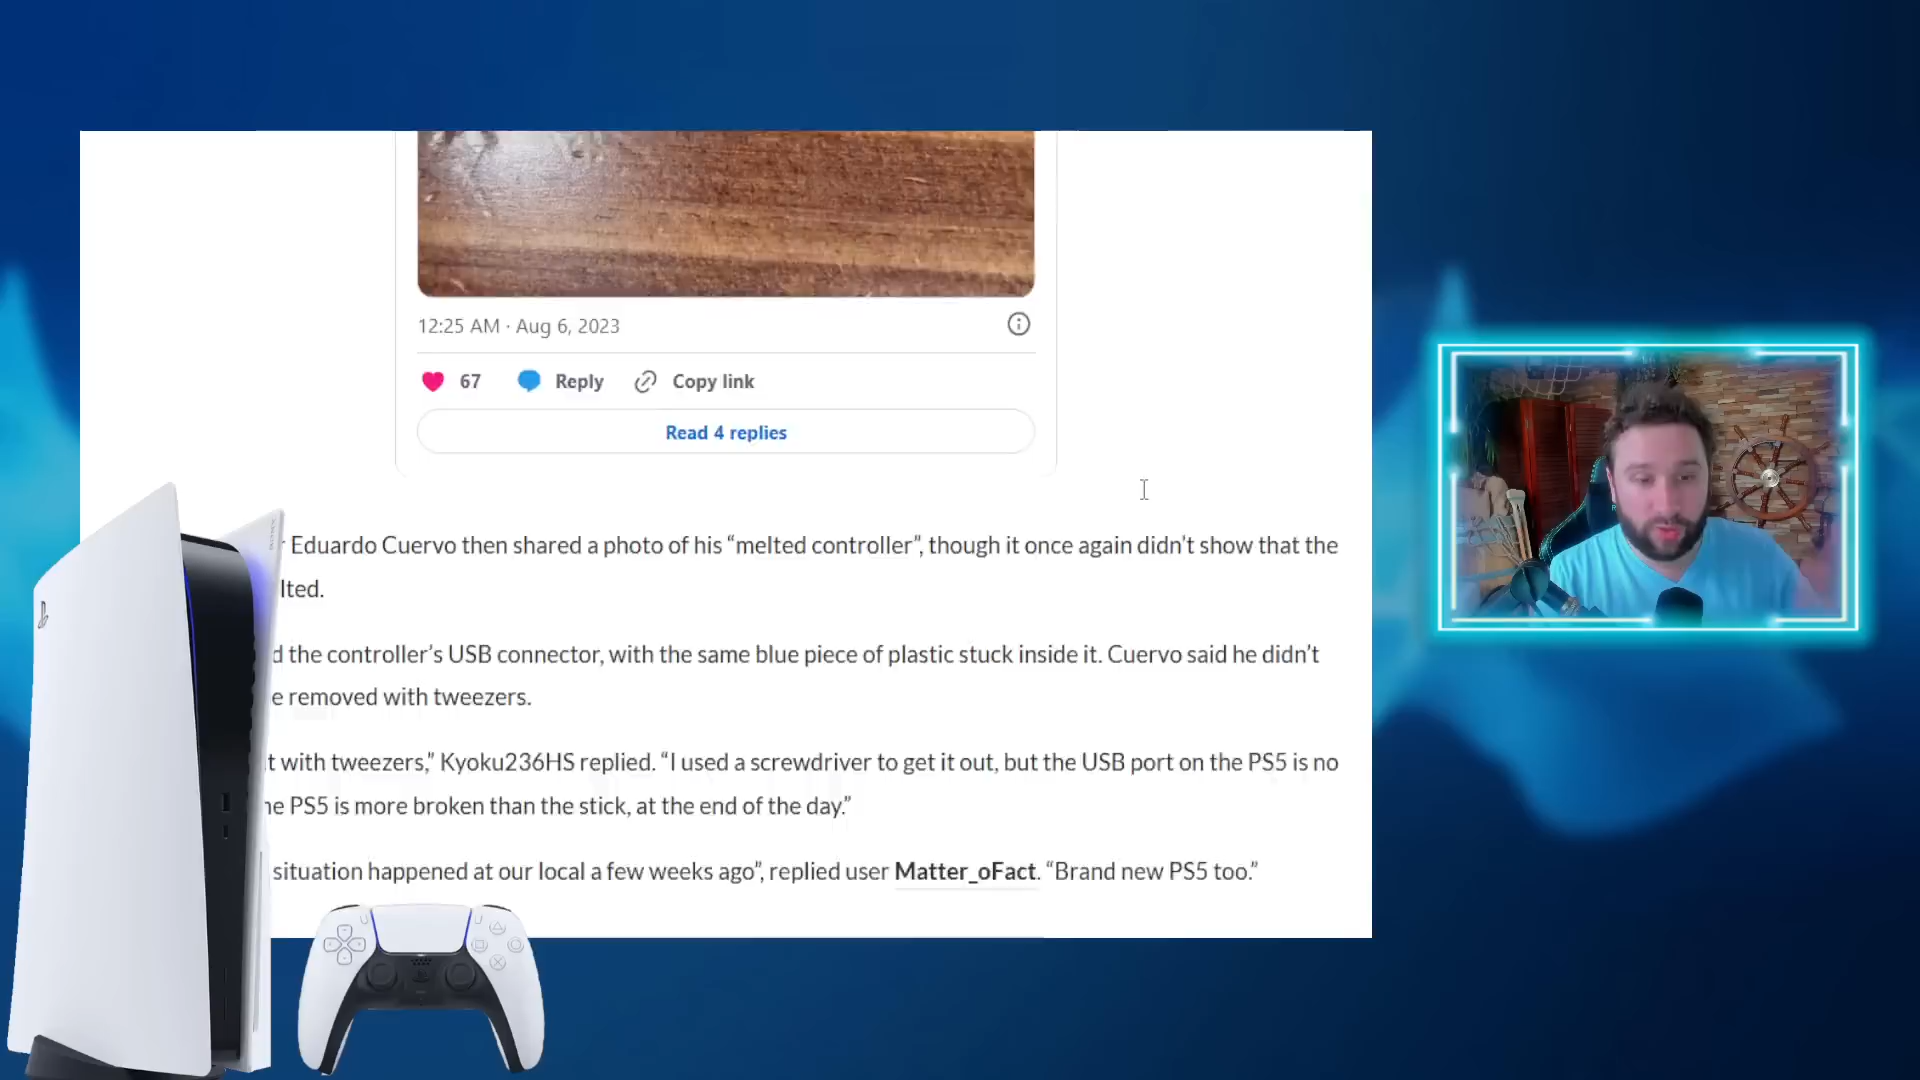 12:25 AM · Aug 6, 2023
67 Reply Copy link
Read 4 replies
Eduardo Cuervo then shared a photo of his “melted controller”, though it once again didn’t show that the
lted.
d the controller’s USB connector, with the same blue piece of plastic stuck inside it. Cuervo said he didn’t
e removed with tweezers.
t with tweezers,” Kyoku236HS replied. “I used a screwdriver to get it out, but the USB port on the PS5 is no
he PS5 is more broken than the stick, at the end of the day.”
situation happened at our local a few weeks ago”, replied user Matter_oFact. “Brand new PS5 too.”